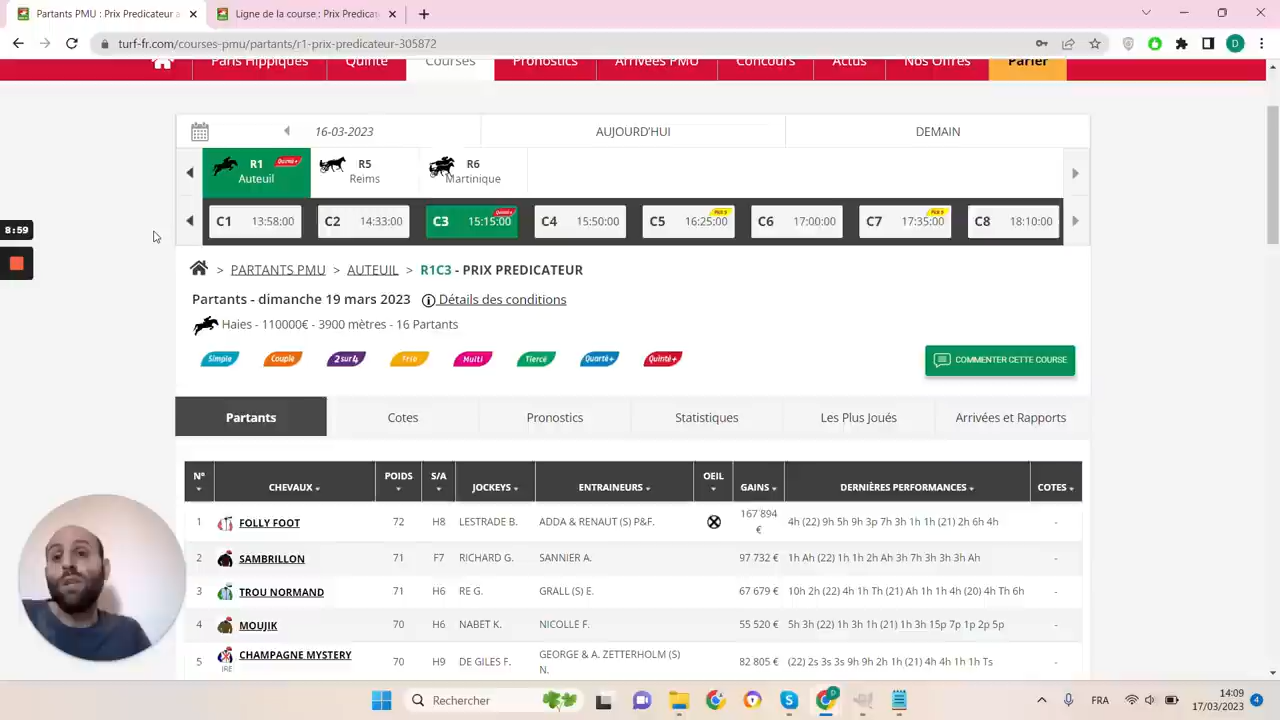 Partants PMU : Prix Predicateur a
Ligne de Droite Turf
turf-fr.com/courses-pmu/partants/r1-prix-predicateur-305872
D
Paris Hippiques
Quinté
Courses
Pronostics
Arrivées PMU
Concours
Actus
Nos Offres
Parier
16-03-2023
AUJOURD'HUI
DEMAIN
R1 Quinté+
Auteuil
R5
Reims
R6
Martinique
C1 13:58:00
C2 14:33:00
C3 15:15:00 Quinté+
C4 15:50:00
C5 16:25:00
C6 17:00:00
C7 17:35:00
C8 18:10:00
8:59
> PARTANTS PMU > AUTEUIL > R1C3 - PRIX PREDICATEUR
Partants - dimanche 19 mars 2023 Détails des conditions
Haies - 110000€ - 3900 mètres - 16 Partants
Simple Couplé 2sur4 Trio Multi Tiercé Quarté+ Quinté+
COMMENTER CETTE COURSE
Partants Cotes Pronostics Statistiques Les Plus Joués Arrivées et Rapports
N° CHEVAUX POIDS S/A JOCKEYS ENTRAINEURS OEIL GAINS DERNIÈRES PERFORMANCES COTES
1 FOLLY FOOT 72 H8 LESTRADE B. ADDA & RENAUT (S) P&F. 167 894 € 4h (22) 9h 5h 9h 3p 7h 3h 1h 1h (21) 2h 6h 4h -
2 SAMBRILLON 71 F7 RICHARD G. SANNIER A. 97 732 € 1h Ah (22) 1h 1h 2h Ah 3h 7h 3h 3h 3h Ah -
3 TROU NORMAND 71 H6 RE G. GRALL (S) E. 67 679 € 10h 2h (22) 4h 1h Th (21) Ah 1h 1h 4h (20) 4h Th 6h -
4 MOUJIK 70 H6 NABET K. NICOLLE F. 55 520 € 5h 3h (22) 1h 3h 1h (21) 1h 3h 15p 7p 1p 2p 5p -
5 CHAMPAGNE MYSTERY IRE 70 H9 DE GILES F. GEORGE & A. ZETTERHOLM (S) N. 82 805 € (22) 2s 3s 3s 9h 9h 2h 1h (21) 4h 4h 1h 1h Ts -
Rechercher
D
FRA
14:09
17/03/2023
4